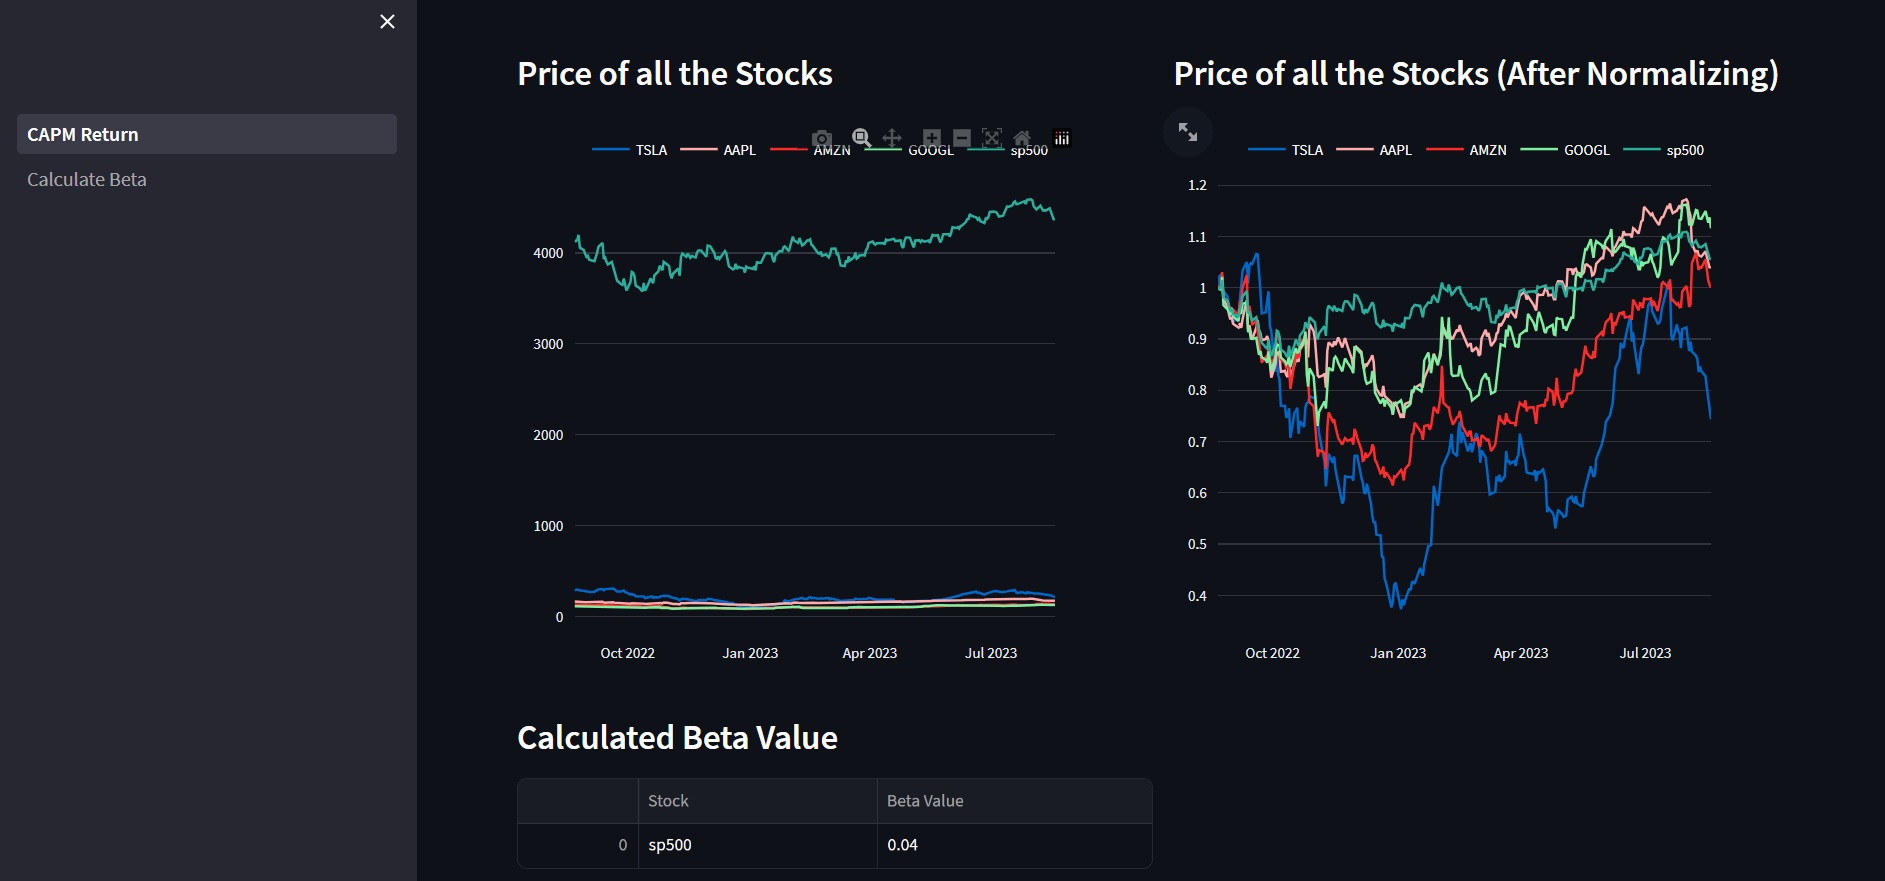 CAPM Return
Calculate Beta
Price of all the Stocks
TSLA AAPL AMZN GOOGL sp500
4000
3000
2000
1000
0
Oct 2022 Jan 2023 Apr 2023 Jul 2023
Price of all the Stocks (After Normalizing)
TSLA AAPL AMZN GOOGL sp500
1.2
1.1
1
0.9
0.8
0.7
0.6
0.5
0.4
Oct 2022 Jan 2023 Apr 2023 Jul 2023
Calculated Beta Value
Stock Beta Value
0 sp500 0.04